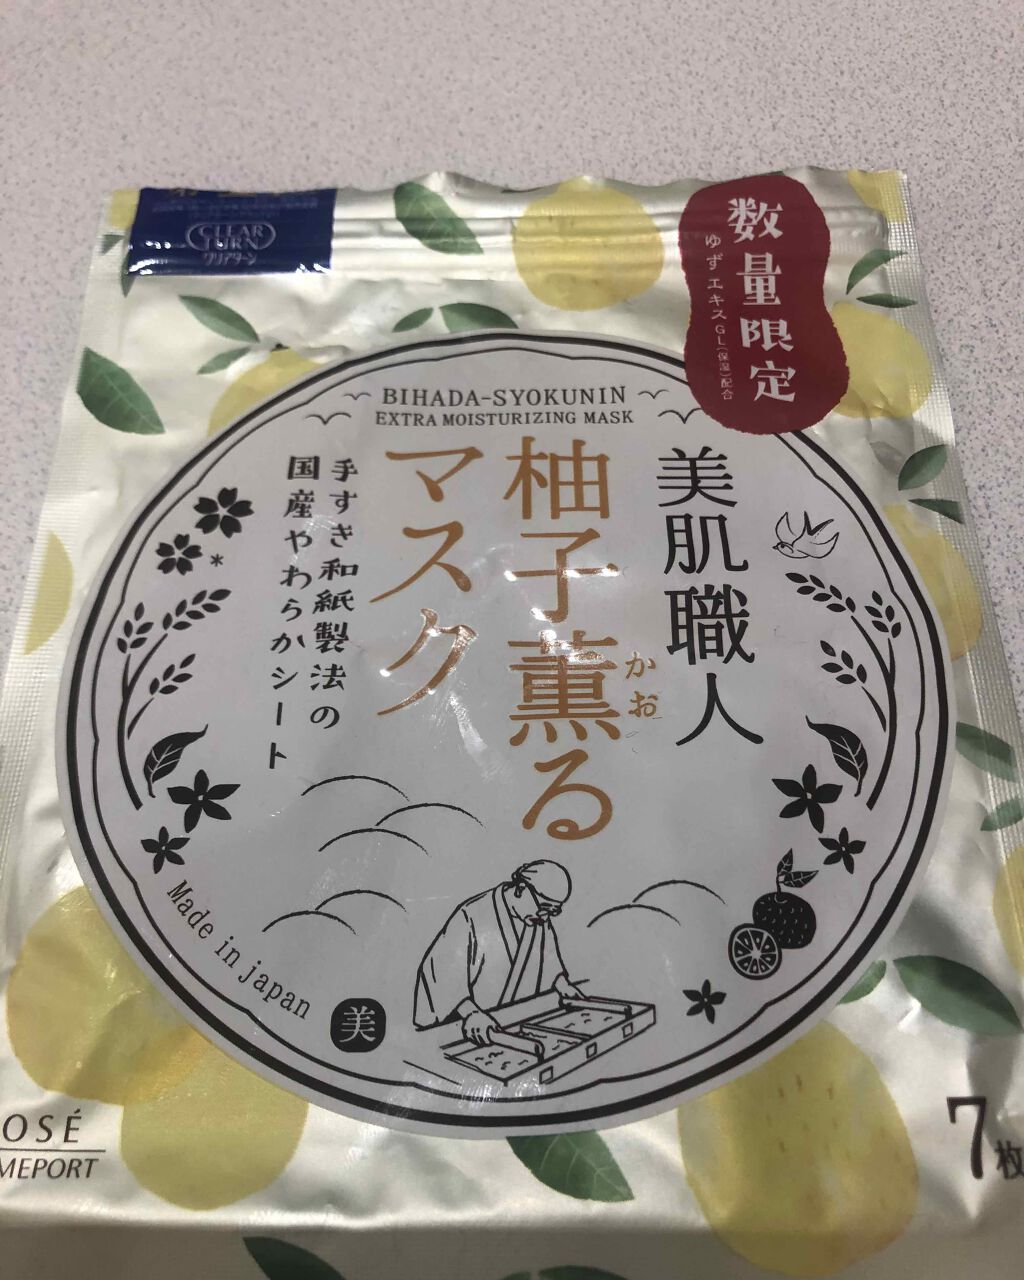 CLEAR
TURN
クリアターン
数量限定
ゆずエキスGL(保湿)配合
BIHADA-SYOKUNIN
EXTRA MOISTURIZING MASK
美肌職人
柚子薫る
かお
マスク
手すき和紙製法の
国産やわらかシート
*
Made in japan
美
OSÉ
MEPORT
7枚